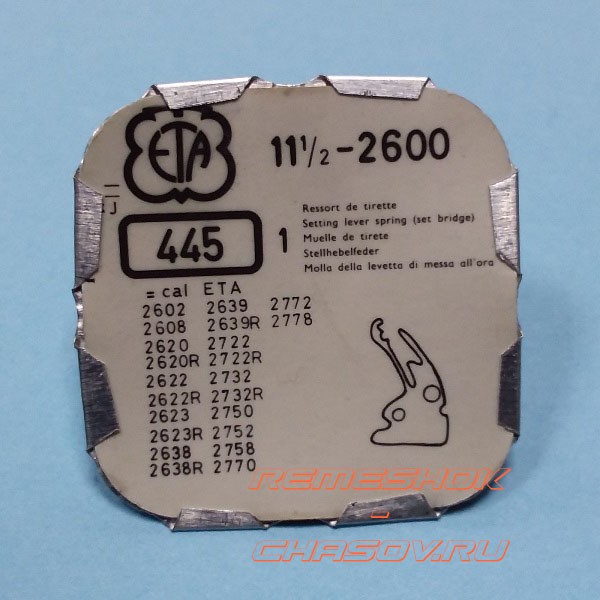 ETA
11 1/2-2600
J
445
1
Ressort de tirette
Setting lever spring (set bridge)
Muelle de tirete
Stellhebelfeder
Molla della levetta di messa all'ora
= cal ETA
2602 2639 2772
2608 2639R 2778
2620 2722
2620R 2722R
2622 2732
2622R 2732R
2623 2750
2623R 2752
2638 2758
2638R 2770
REMESHOK
-
CHASOV.RU